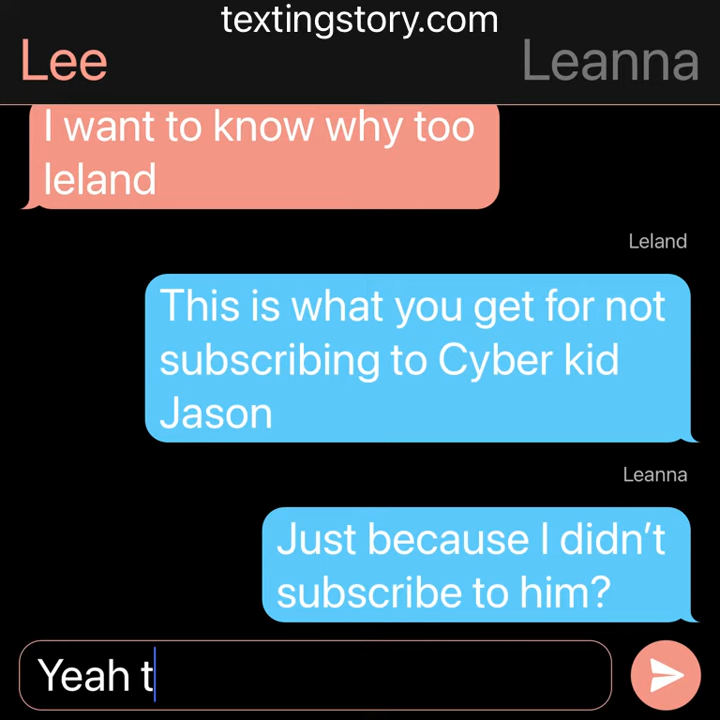 textingstory.com
Lee
Leanna
I want to know why too
leland
Leland
This is what you get for not
subscribing to Cyber kid
Jason
Leanna
Just because I didn’t
subscribe to him?
Yeah t